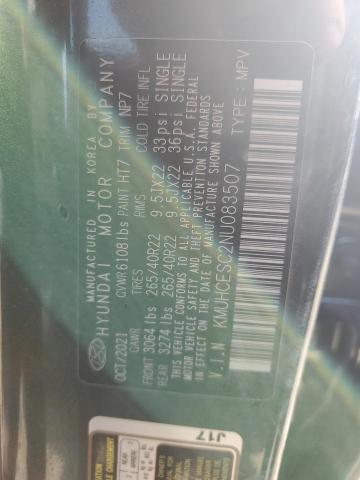 MANUFACTURED IN KOREA BY
HYUNDAI MOTOR COMPANY
OCT/2021 GVWR 6108 lbs PAINT HT7 TRIM NP7
GAWR TIRES RIMS COLD TIRE INFL
FRONT 3064 lbs 265/40R22 9.5JX22 33psi SINGLE
REAR 3274 lbs 265/40R22 9.5JX22 36psi SINGLE
THIS VEHICLE CONFORMS TO ALL APPLICABLE U.S.A. FEDERAL
MOTOR VEHICLE SAFETY, BUMPER AND THEFT PREVENTION STANDARDS
IN EFFECT ON THE DATE OF MANUFACTURE SHOWN ABOVE
V.I.N KMUHCESC2NU083507 TYPE : MPV
J17